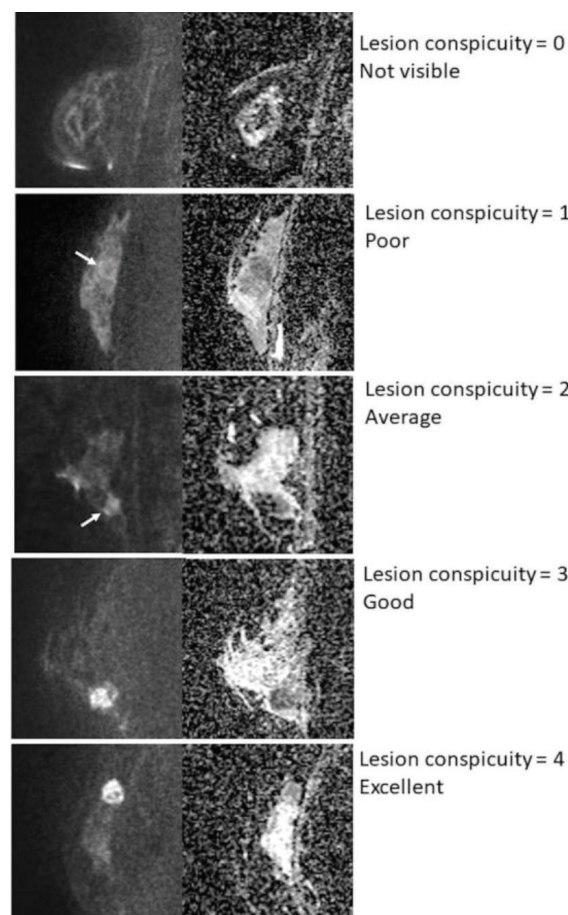 Lesion conspicuity = 0
Not visible
Lesion conspicuity = 1
Poor
Lesion conspicuity = 2
Average
Lesion conspicuity = 3
Good
Lesion conspicuity = 4
Excellent